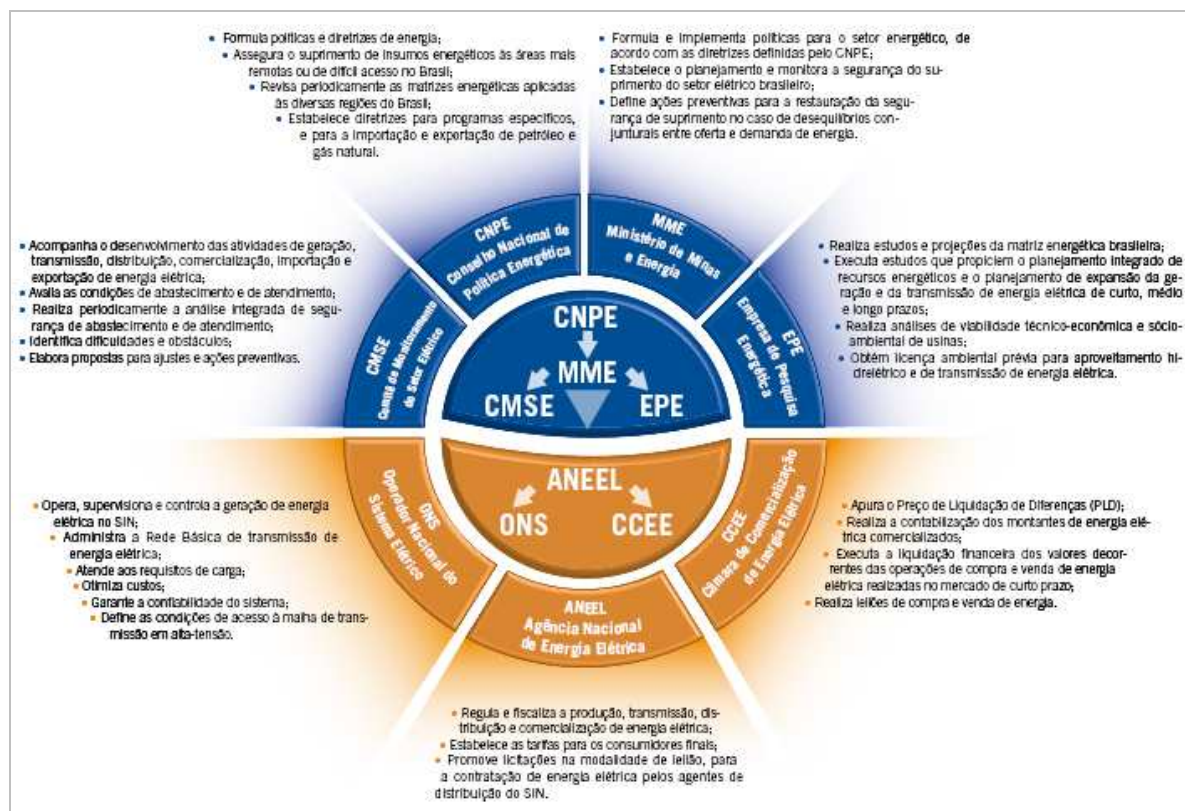 • Formula políticas e diretrizes de energia;
• Assegura o suprimento de insumos energéticos às áreas mais
remotas ou de difícil acesso no Brasil;
• Revisa periodicamente as matrizes energéticas aplicadas
às diversas regiões do Brasil;
• Estabelece diretrizes para programas específicos,
e para a importação e exportação de petróleo e
gás natural.
• Formula e implementa políticas para o setor energético, de
acordo com as diretrizes definidas pelo CNPE;
• Estabelece o planejamento e monitora a segurança do su-
primento do setor elétrico brasileiro;
• Define ações preventivas para a restauração da segu-
rança de suprimento no caso de desequilíbrios con-
junturais entre oferta e demanda de energia.
• Acompanha o desenvolvimento das atividades de geração,
transmissão, distribuição, comercialização, importação e
exportação de energia elétrica;
• Avalia as condições de abastecimento e de atendimento;
• Realiza periodicamente a análise integrada de segu-
rança de abastecimento e de atendimento;
• Identifica dificuldades e obstáculos;
• Elabora propostas para ajustes e ações preventivas.
CMSE
Comitê de Monitoramento
do Setor Elétrico
CNPE
Conselho Nacional de
Política Energética
MME
Ministério de Minas
e Energia
EPE
Empresa de Pesquisa
Energética
• Realiza estudos e projeções da matriz energética brasileira;
• Executa estudos que propiciem o planejamento integrado de
recursos energéticos e o planejamento de expansão da ge-
ração e da transmissão de energia elétrica de curto, médio
e longo prazos;
• Realiza análises de viabilidade técnico-econômica e sócio-
ambiental de usinas;
• Obtém licença ambiental prévia para aproveitamento hi-
drelétrico e de transmissão de energia elétrica.
CNPE
MME
CMSE EPE
ANEEL
ONS CCEE
• Opera, supervisiona e controla a geração de energia
elétrica no SIN;
• Administra a Rede Básica de transmissão de
energia elétrica;
• Atende aos requisitos de carga;
• Otimiza custos;
• Garante a confiabilidade do sistema;
• Define as condições de acesso à malha de trans-
missão em alta-tensão.
ONS
Operador Nacional do
Sistema Elétrico
ANEEL
Agência Nacional
de Energia Elétrica
CCEE
Câmara de Comercialização
de Energia Elétrica
• Apura o Preço de Liquidação de Diferenças (PLD);
• Realiza a contabilização dos montantes de energia elé-
trica comercializados;
• Executa a liquidação financeira dos valores decor-
rentes das operações de compra e venda de energia
elétrica realizadas no mercado de curto prazo;
• Realiza leilões de compra e venda de energia.
• Regula e fiscaliza a produção, transmissão, dis-
tribuição e comercialização de energia elétrica;
• Estabelece as tarifas para os consumidores finais;
• Promove licitações na modalidade de leilão, para
a contratação de energia elétrica pelos agentes de
distribuição do SIN.